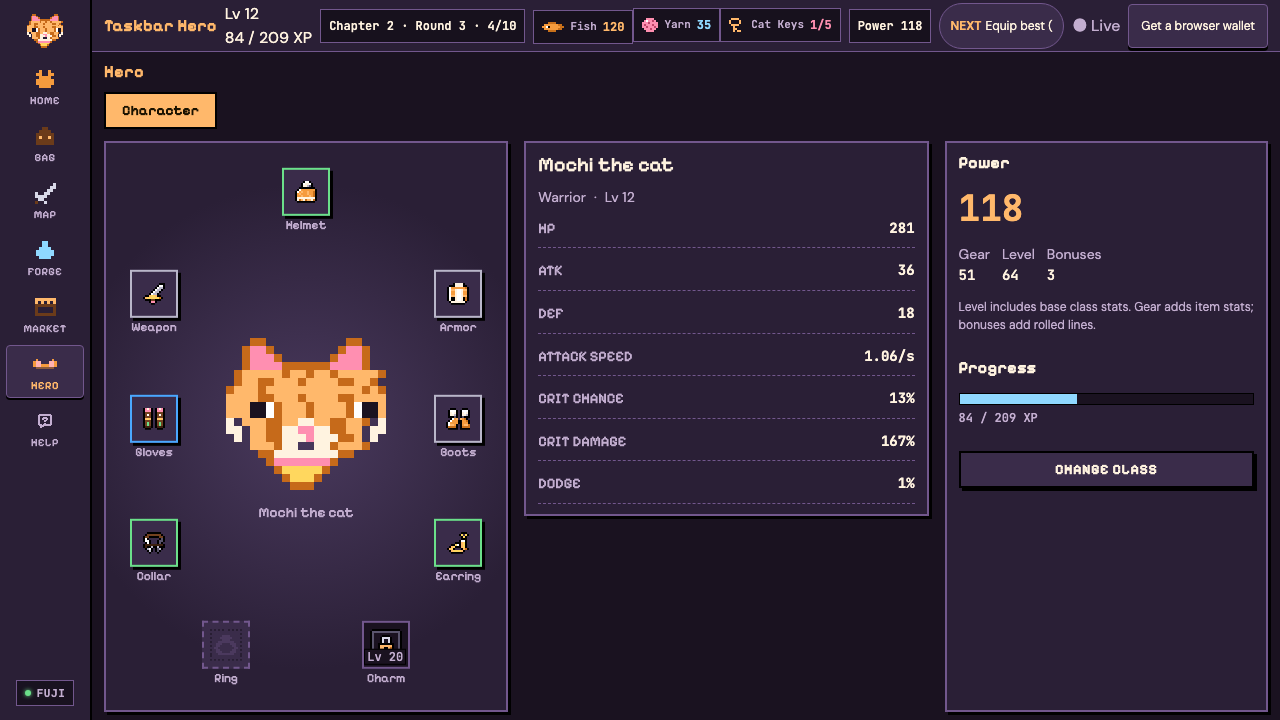 Taskbar Hero
Lv 12
84 / 209 XP
Chapter 2 · Round 3 · 4/10
Fish 120
Yarn 35
Cat Keys 1/5
Power 118
NEXT Equip best (
Live
Get a browser wallet
HOME
BAG
MAP
FORGE
MARKET
HERO
HELP
FUJI
Hero
Character
Helmet
Weapon
Armor
Gloves
Boots
Mochi the cat
Collar
Earring
Ring
Lv 20
Charm
Mochi the cat
Warrior · Lv 12
HP 281
ATK 36
DEF 18
ATTACK SPEED 1.06/s
CRIT CHANCE 13%
CRIT DAMAGE 167%
DODGE 1%
Power
118
Gear Level Bonuses
51 64 3
Level includes base class stats. Gear adds item stats;
bonuses add rolled lines.
Progress
84 / 209 XP
CHANGE CLASS